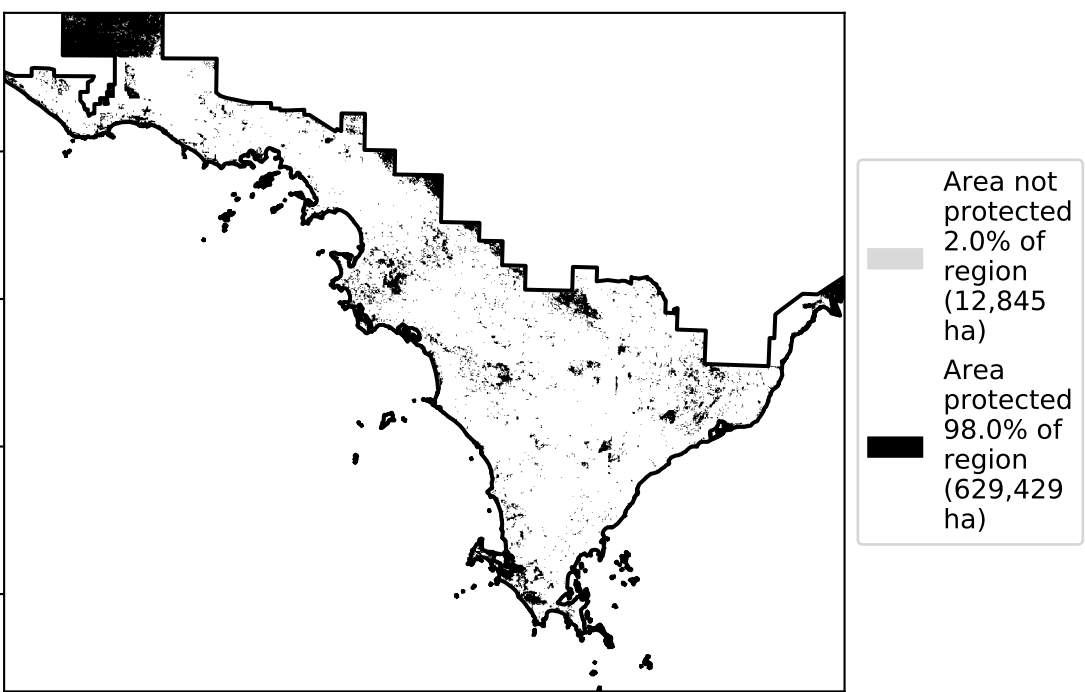 Area not
protected
2.0% of
region
(12,845
ha)
Area
protected
98.0% of
region
(629,429
ha)